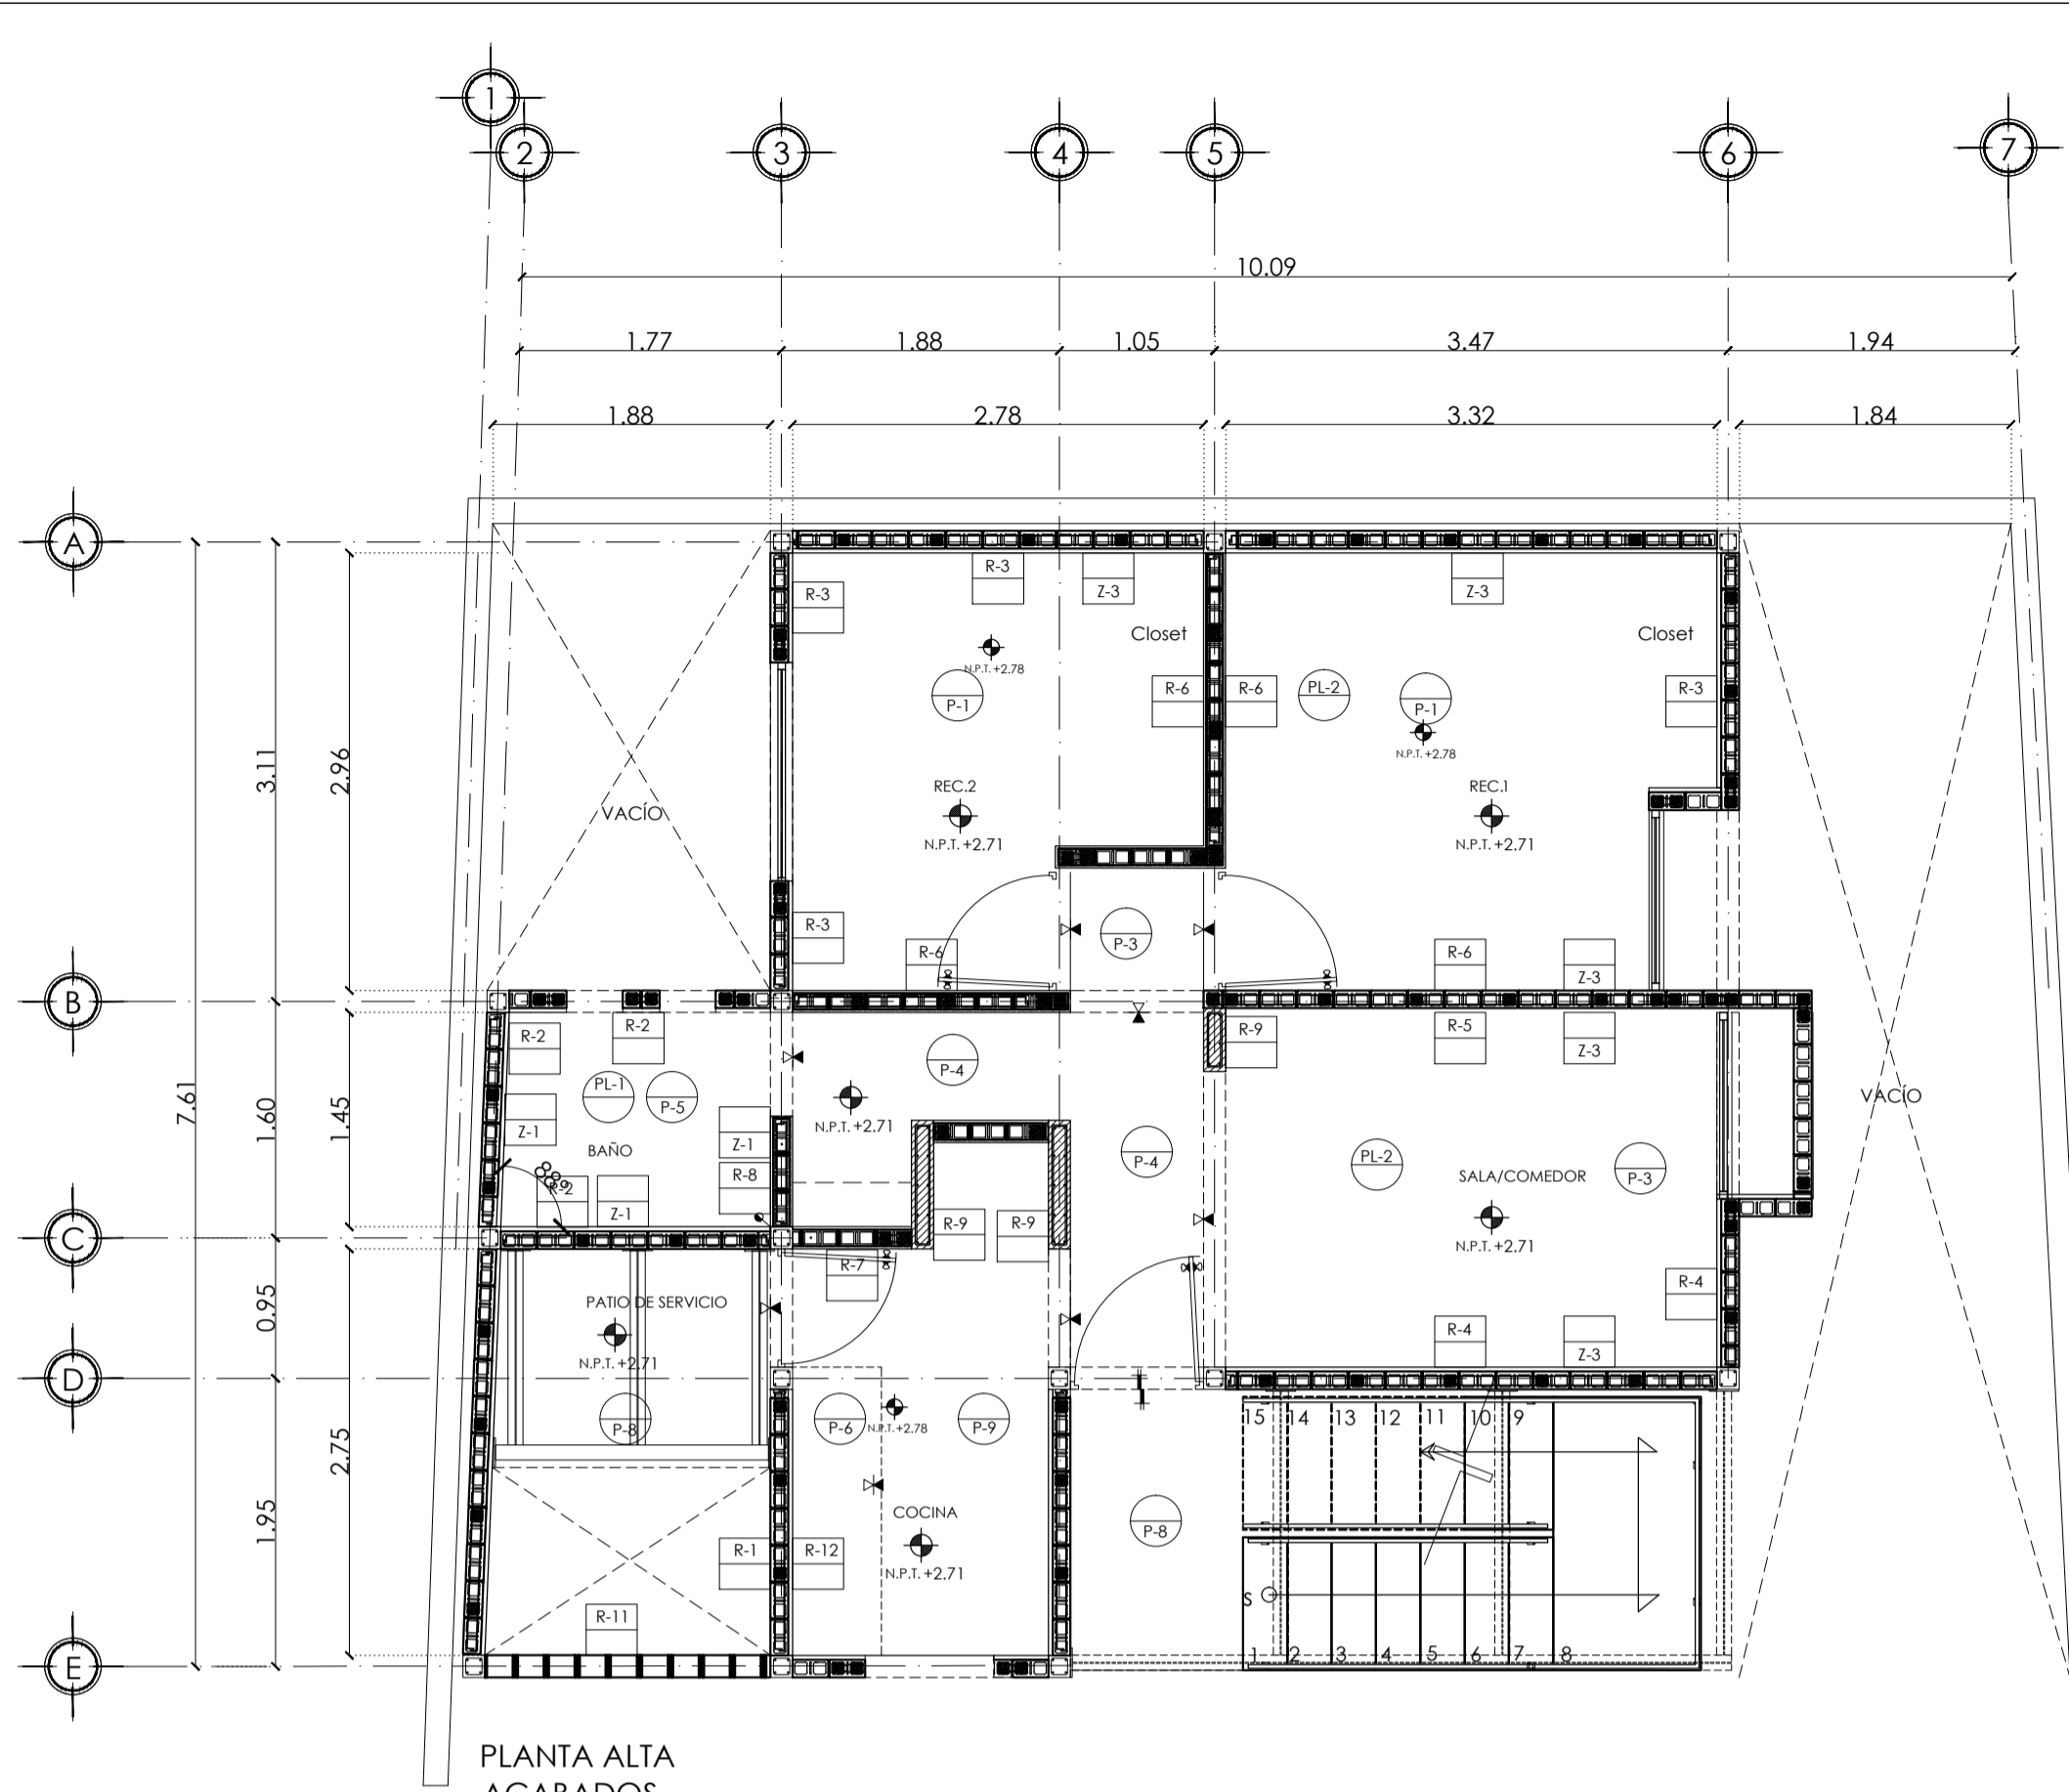 1
2
3
4
5
6
7
10.09
1.77
1.88
1.05
3.47
1.94
1.88
2.78
3.32
1.84
A
R-3
Z-3
Z-3
R-3
Closet
Closet
N.P.T. +2.78
R-6
R-6
PL-2
R-3
P-1
P-1
N.P.T. +2.78
3.11
2.96
VACÍO
REC.2
REC.1
N.P.T. +2.71
N.P.T. +2.71
R-3
P-3
R-6
R-6
Z-3
B
R-2
R-2
R-9
R-5
Z-3
P-4
PL-1
P-5
7.61
1.60
1.45
VACÍO
Z-1
Z-1
N.P.T. +2.71
BAÑO
P-4
PL-2
P-3
R-8
SALA/COMEDOR
R-2
Z-1
R-9
R-9
C
N.P.T. +2.71
R-7
R-4
0.95
PATIO DE SERVICIO
R-4
Z-3
N.P.T. +2.71
D
15
14
13
12
11
10
9
P-8
P-6
N.P.T. +2.78
P-9
2.75
COCINA
P-8
1.95
R-1
R-12
N.P.T. +2.71
S
R-11
1
2
3
4
5
6
7
8
E
PLANTA ALTA
ACABADOS